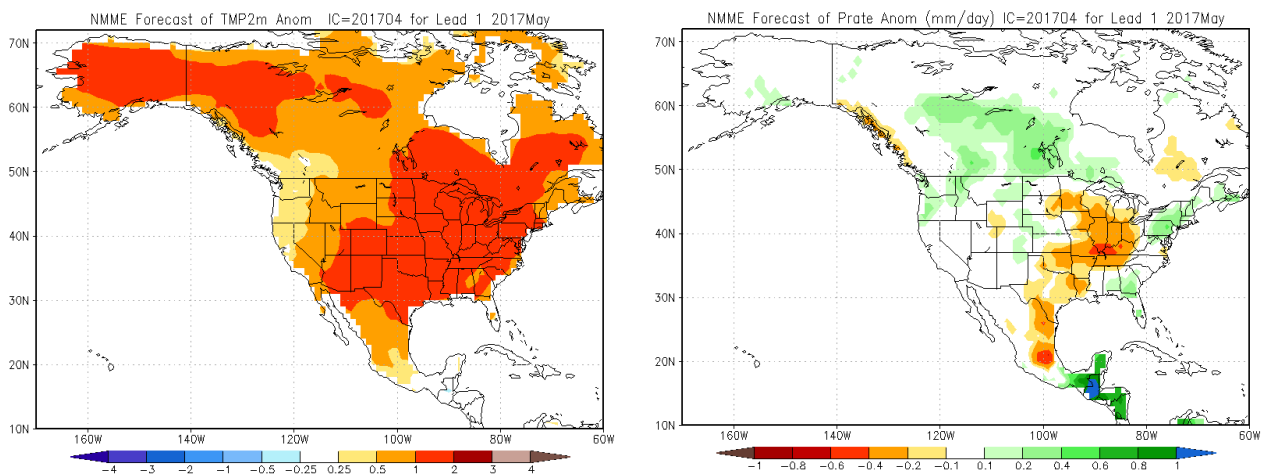 NMME Forecast of TMP2m Anom IC=201704 for Lead 1 2017May
70N
60N
50N
40N
30N
20N
10N
160W 140W 120W 100W 80W 60W
-4 -3 -2 -1 -0.5 -0.25 0.25 0.5 1 2 3 4
NMME Forecast of Prate Anom (mm/day) IC=201704 for Lead 1 2017May
70N
60N
50N
40N
30N
20N
10N
160W 140W 120W 100W 80W 60W
-1 -0.8 -0.6 -0.4 -0.2 -0.1 0.1 0.2 0.4 0.6 0.8 1